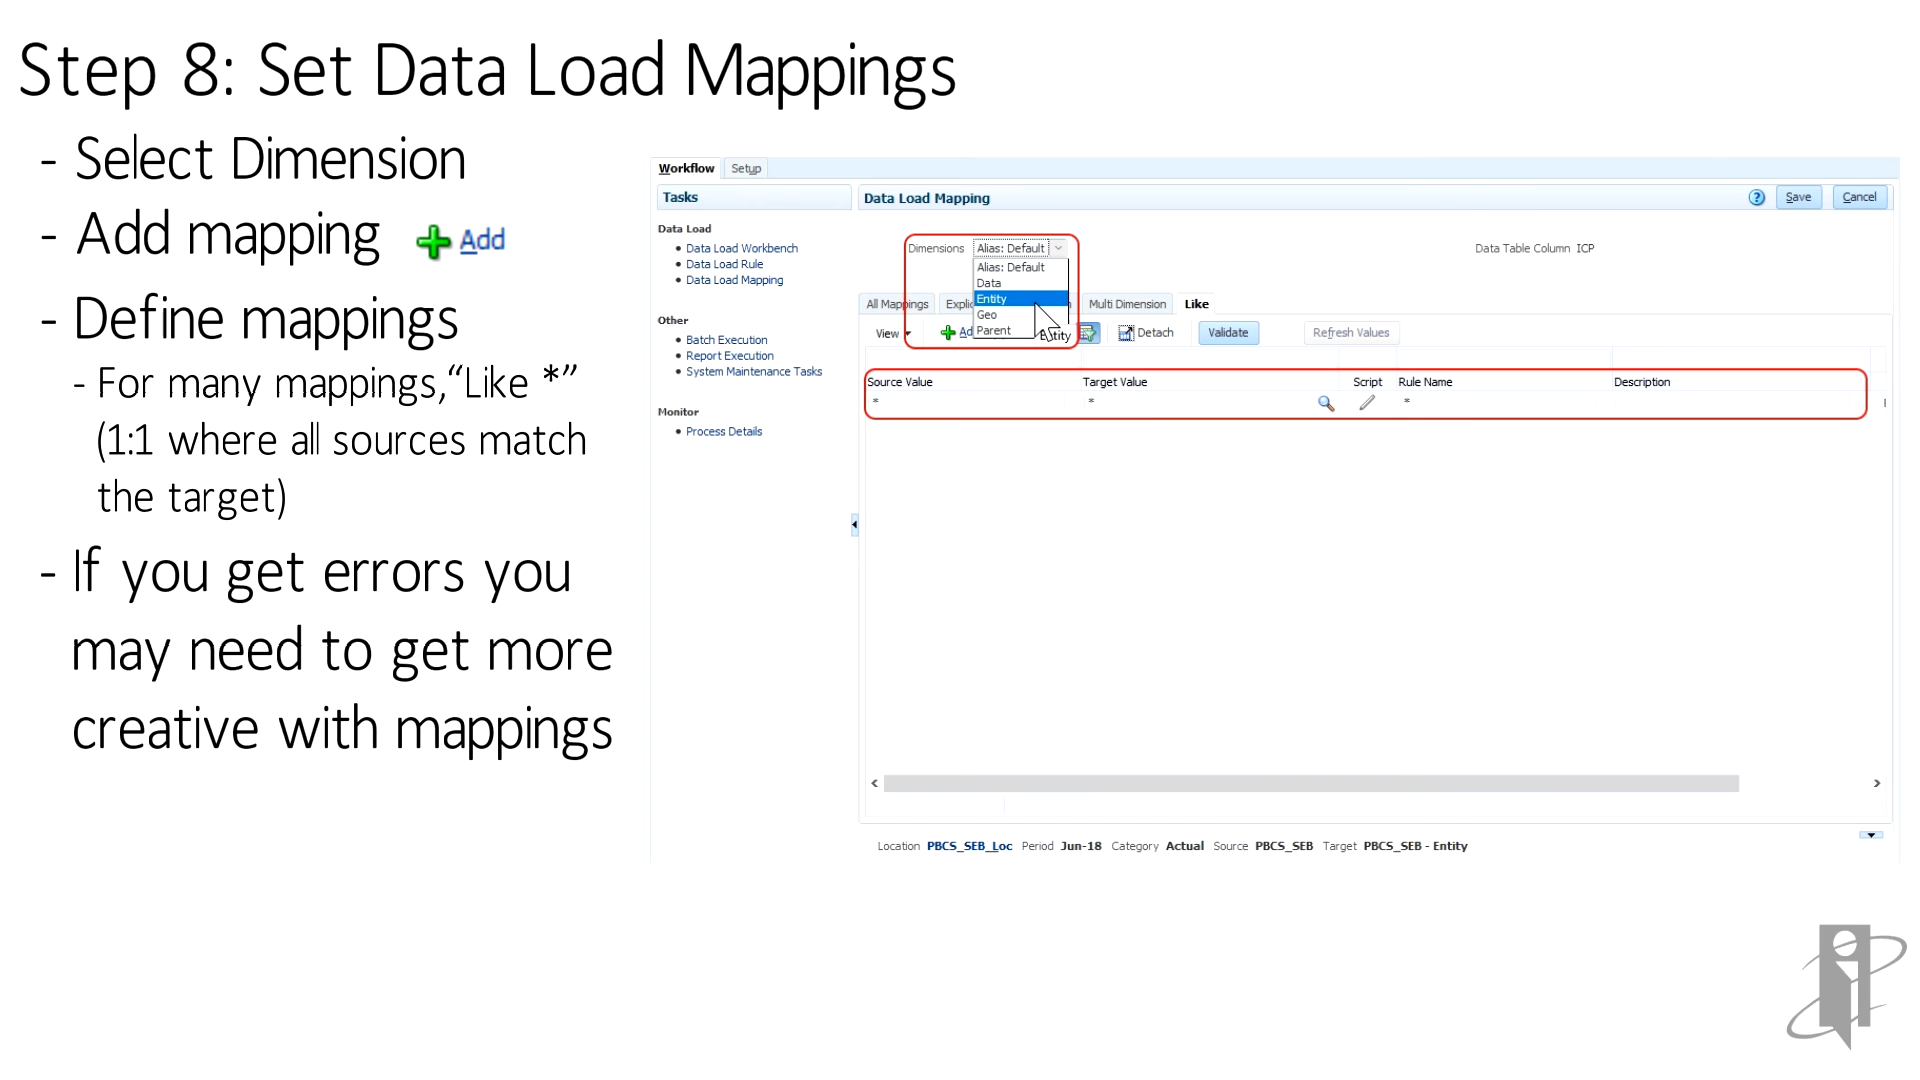 Step 8: Set Data Load Mappings
- Select Dimension
- Add mapping Add
- Define mappings
- For many mappings, “Like *”
(1:1 where all sources match
the target)
- If you get errors you
may need to get more
creative with mappings
Workflow Setup
Tasks
Data Load
• Data Load Workbench
• Data Load Rule
• Data Load Mapping
Other
• Batch Execution
• Report Execution
• System Maintenance Tasks
Monitor
• Process Details
Data Load Mapping ? Save Cancel
Dimensions Alias: Default Data Table Column ICP
Alias: Default
Data
Entity
Geo
Parent
All Mappings Multi Dimension Like
View Detach Validate Refresh Values
Source Value Target Value Script Rule Name Description
* * *
Location PBCS_SEB_Loc Period Jun-18 Category Actual Source PBCS_SEB Target PBCS_SEB - Entity